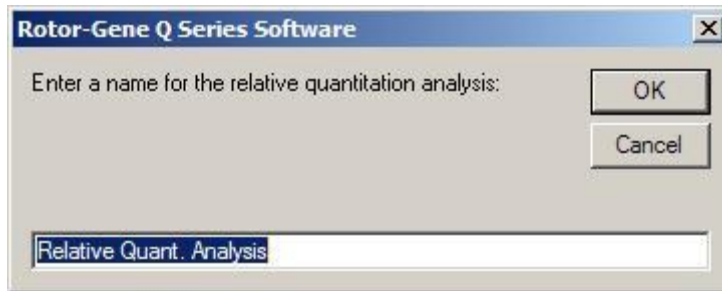 Rotor-Gene Q Series Software
Enter a name for the relative quantitation analysis:
OK
Cancel
Relative Quant. Analysis